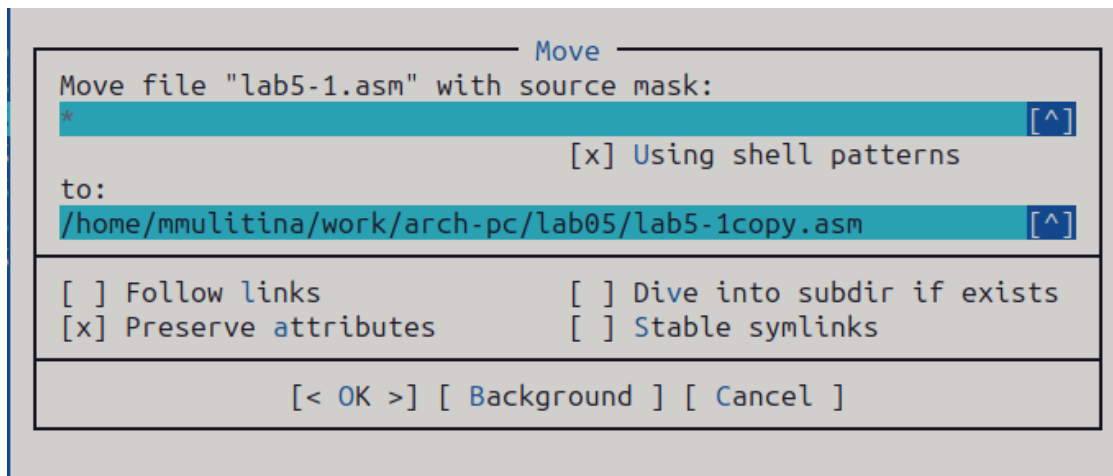 Move
Move file "lab5-1.asm" with source mask:
* [^]
[x] Using shell patterns
to:
/home/mmulitina/work/arch-pc/lab05/lab5-1copy.asm [^]
[ ] Follow links [ ] Dive into subdir if exists
[x] Preserve attributes [ ] Stable symlinks
[< OK >] [ Background ] [ Cancel ]